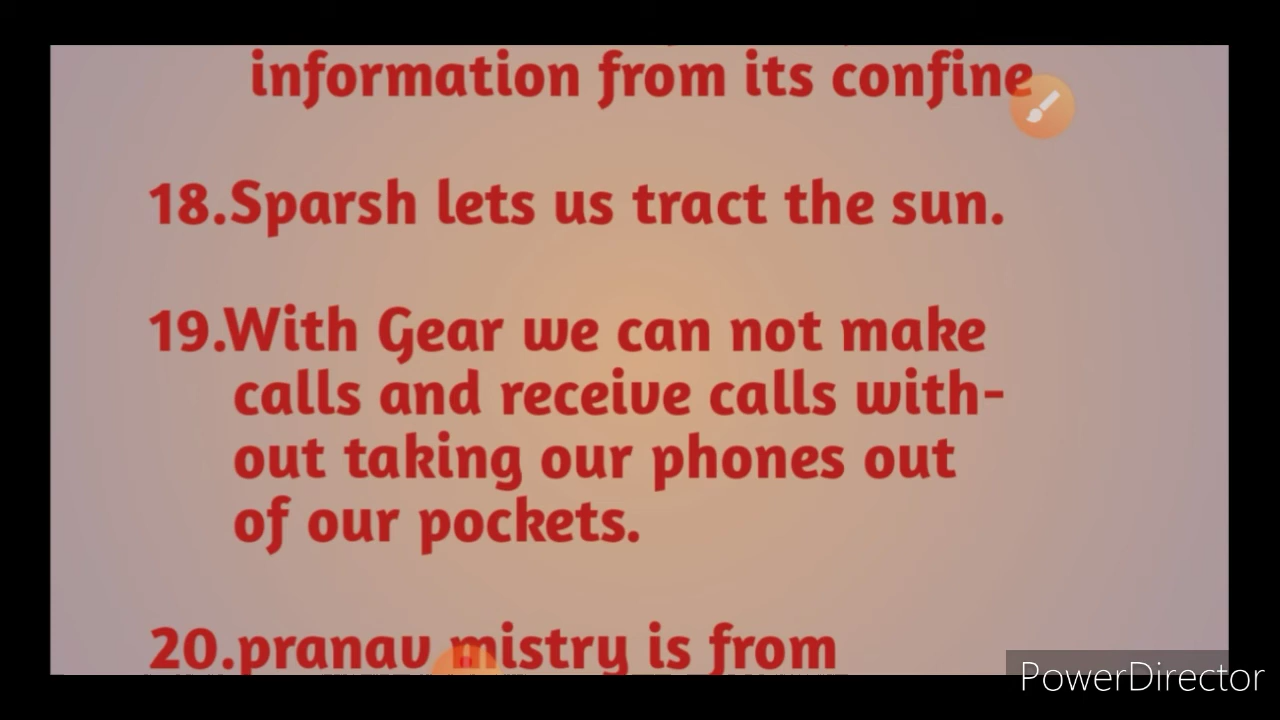 information from its confine
18.Sparsh lets us tract the sun.
19.With Gear we can not make
calls and receive calls with-
out taking our phones out
of our pockets.
20.pranav mistry is from
PowerDirector